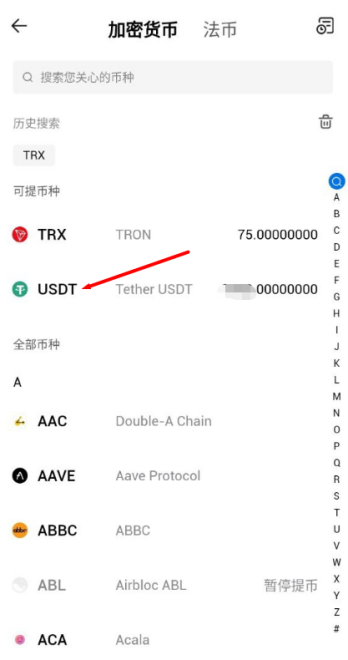 加密货币 法币
搜索您关心的币种
历史搜索
TRX
可提币种
TRX TRON 75.00000000
USDT Tether USDT .00000000
全部币种
A
AAC Double-A Chain
AAVE Aave Protocol
ABBC ABBC
ABL Airbloc ABL 暂停提币
ACA Acala
A
B
C
D
E
F
G
H
I
J
K
L
M
N
O
P
Q
R
S
T
U
V
W
X
Y
Z
#